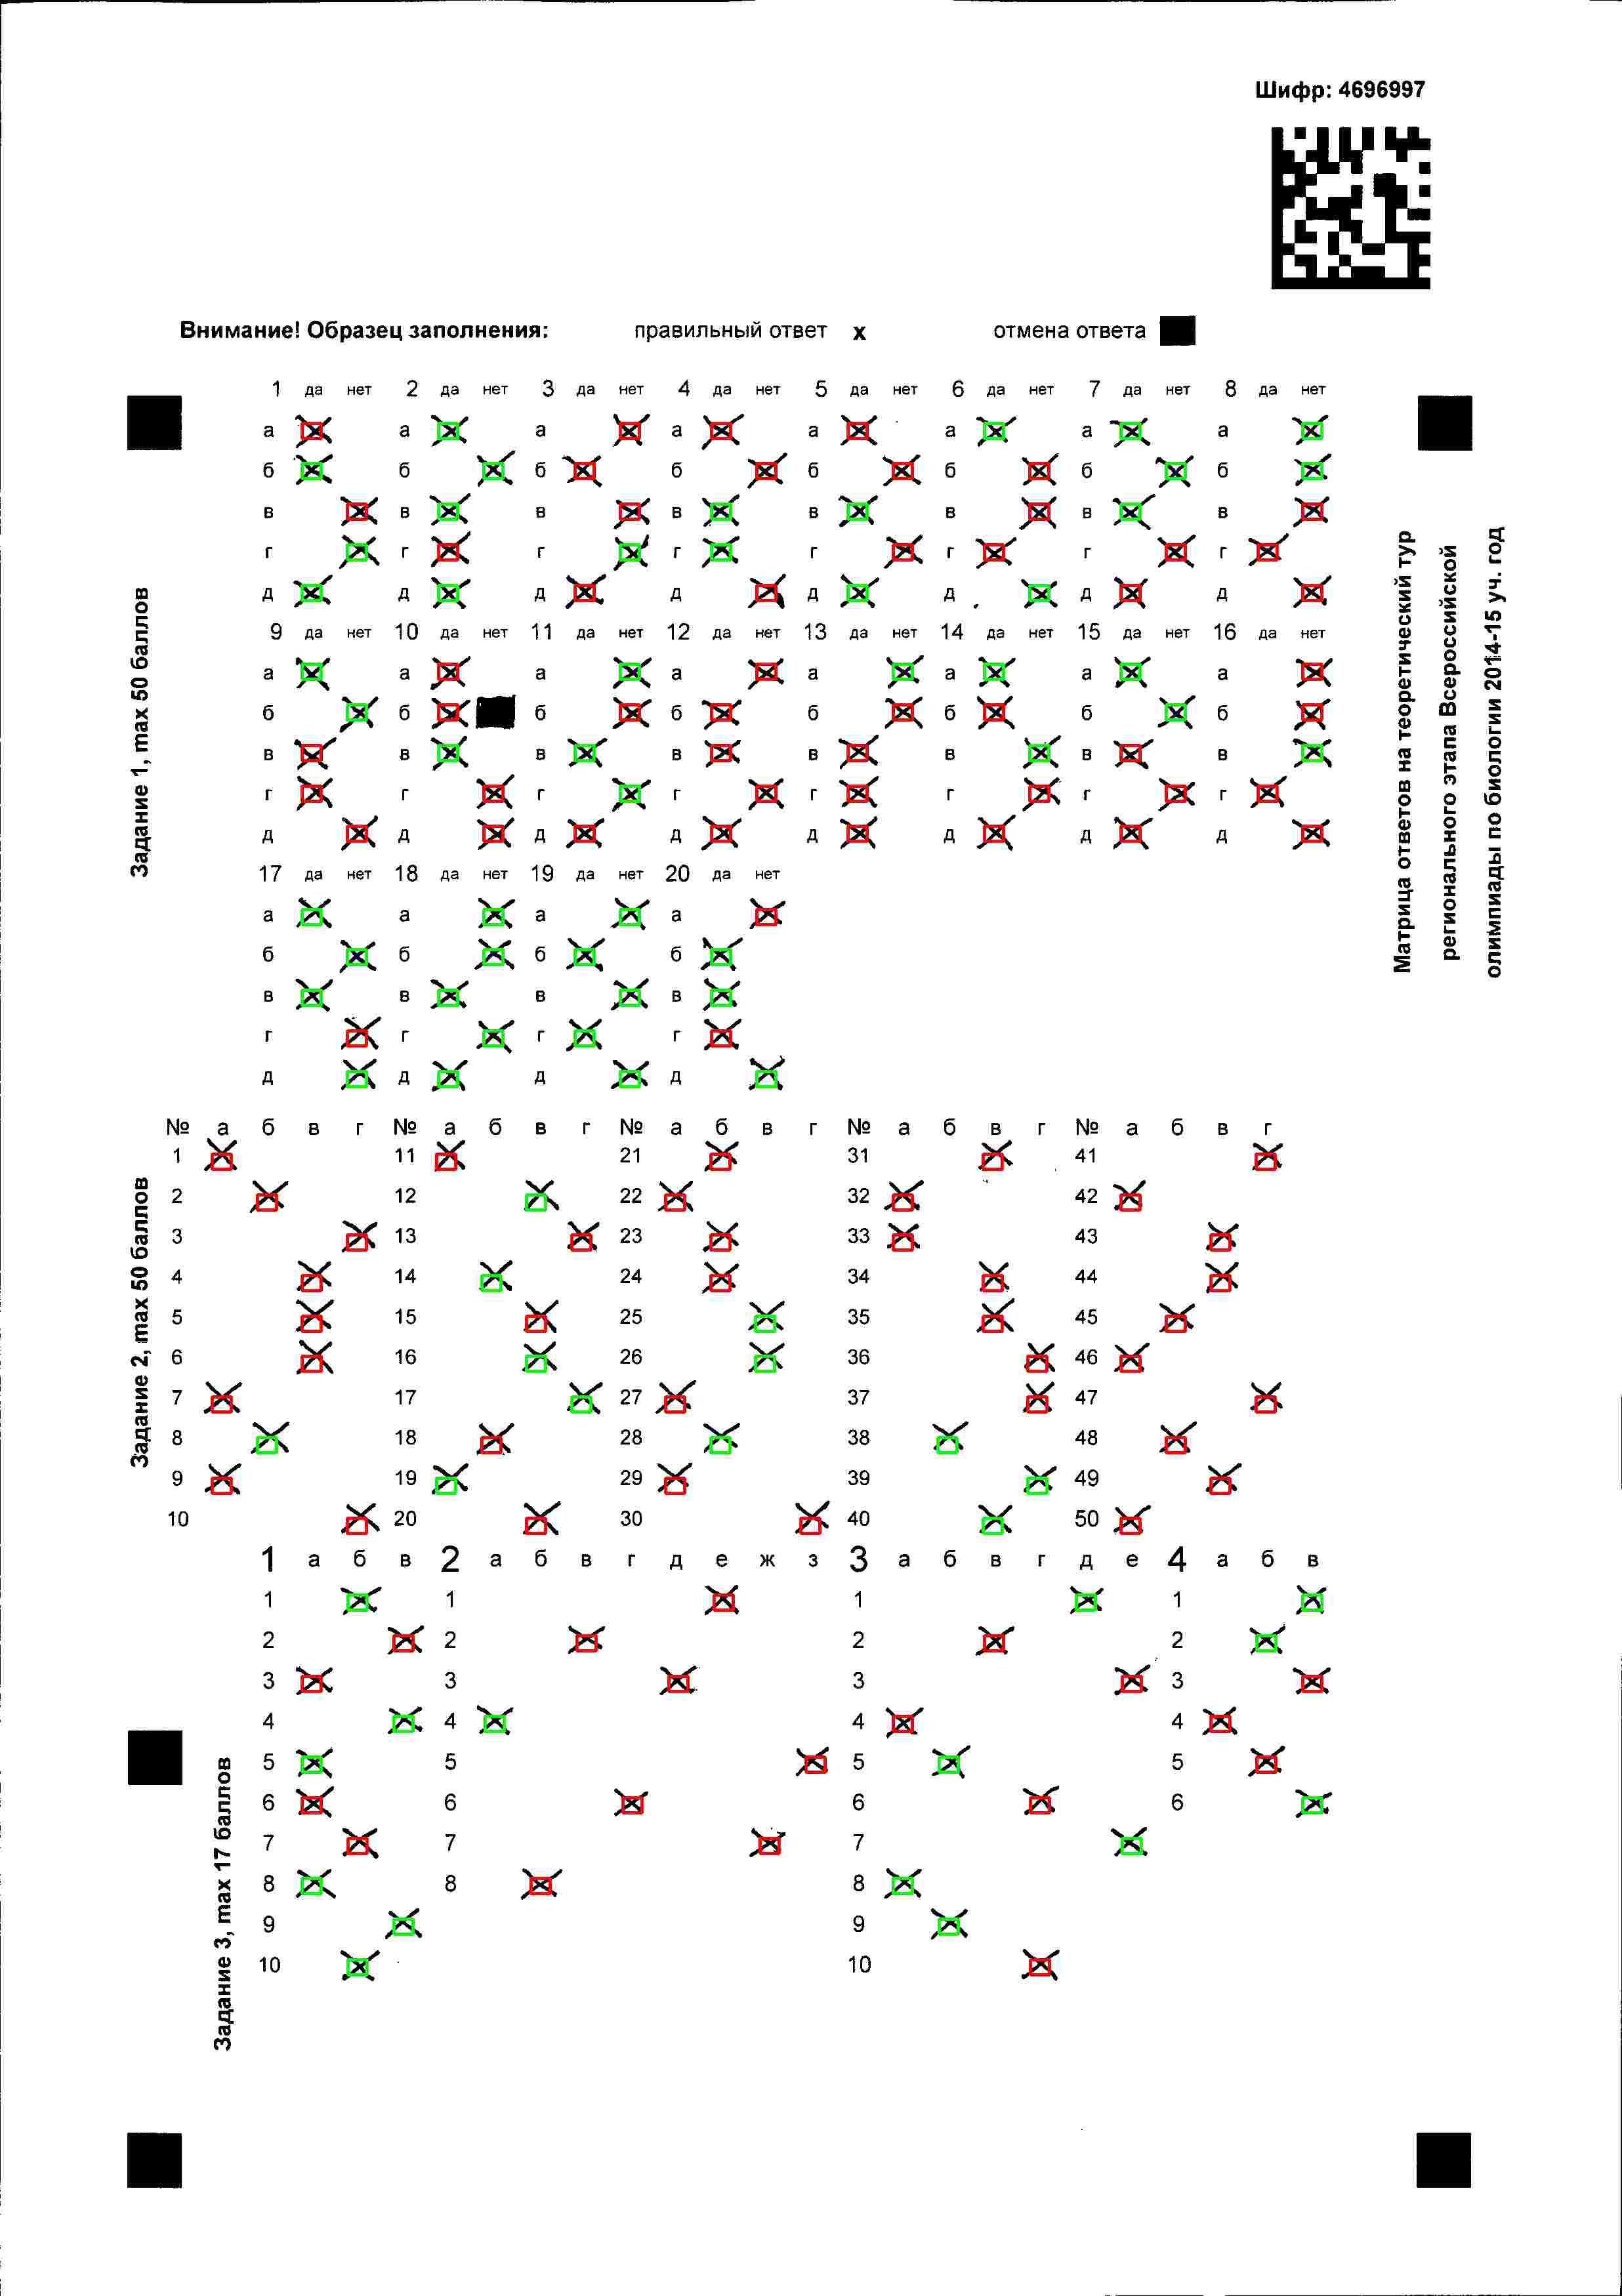 Шифр: 4696997
Внимание! Образец заполнения: правильный ответ x отмена ответа
1 да нет 2 да нет 3 да нет 4 да нет 5 да нет 6 да нет 7 да нет 8 да нет
а а а а а а а а
б б б б б б б б
в в в в в в в в
г г г г г г г г
д д д д д д д д
9 да нет 10 да нет 11 да нет 12 да нет 13 да нет 14 да нет 15 да нет 16 да нет
а а а а а а а а
б б б б б б б б
в в в в в в в в
г г г г г г г г
д д д д д д д д
17 да нет 18 да нет 19 да нет 20 да нет
а а а а
б б б б
в в в в
г г г г
д д д д
Задание 1, max 50 баллов
Матрица ответов на теоретический тур
регионального этапа Всероссийской
олимпиады по биологии 2014-15 уч. год
№ а б в г № а б в г № а б в г № а б в г № а б в г
1 11 21 31 41
2 12 22 32 42
3 13 23 33 43
4 14 24 34 44
5 15 25 35 45
6 16 26 36 46
7 17 27 37 47
8 18 28 38 48
9 19 29 39 49
10 20 30 40 50
Задание 2, max 50 баллов
1 а б в 2 а б в г д е ж з 3 а б в г д е 4 а б в
1 1 1 1
2 2 2 2
3 3 3 3
4 4 4 4
5 5 5 5
6 6 6 6
7 7 7
8 8 8
9 9
10 10
Задание 3, max 17 баллов